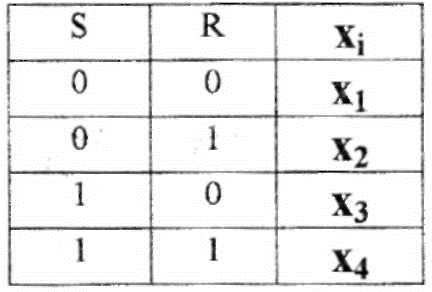 S R xᵢ
0 0 x₁
0 1 x₂
1 0 x₃
1 1 x₄